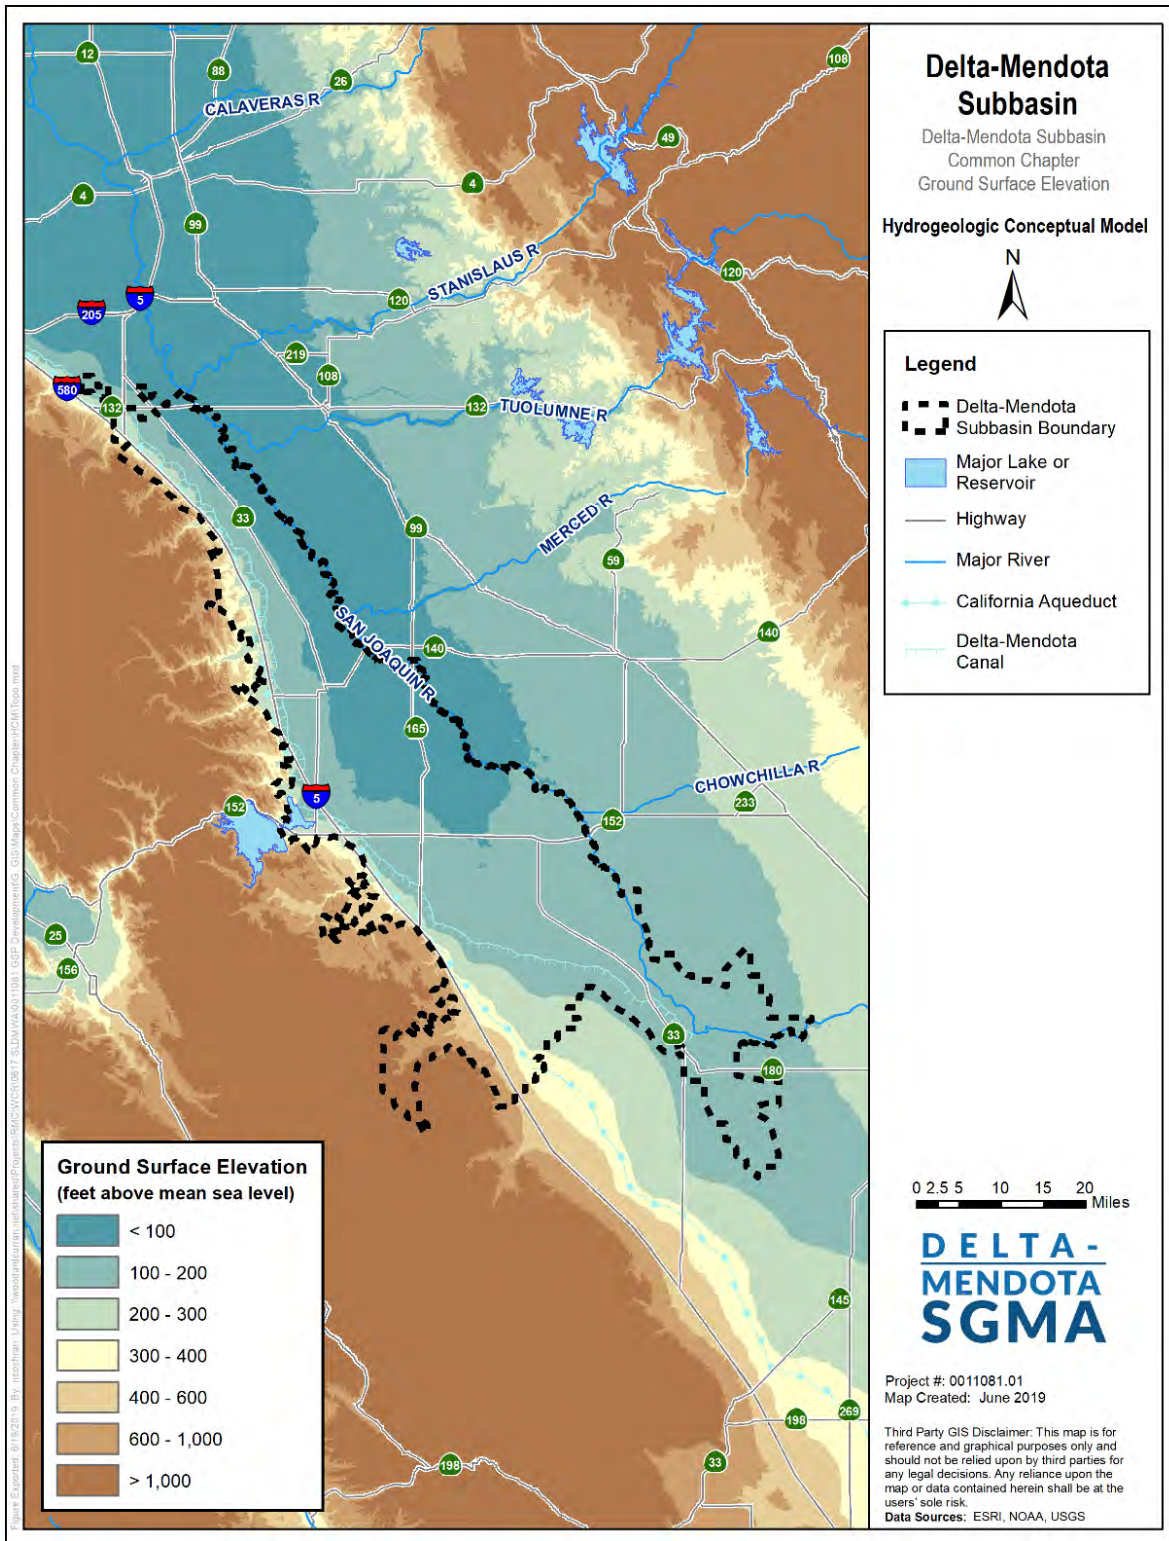 Delta-Mendota
Subbasin
Delta-Mendota Subbasin
Common Chapter
Ground Surface Elevation
Hydrogeologic Conceptual Model
N
Legend
Delta-Mendota
Subbasin Boundary
Major Lake or
Reservoir
Highway
Major River
California Aqueduct
Delta-Mendota
Canal
12
88
26
108
CALAVERAS R
49
4
4
99
STANISLAUS R
120
120
5
205
219
108
580
132
132
TUOLUMNE R
33
99
MERCED R
59
SAN JOAQUIN R
140
140
165
CHOWCHILLA R
5
152
233
152
25
156
33
180
145
269
198
33
198
Ground Surface Elevation
(feet above mean sea level)
< 100
100 - 200
200 - 300
300 - 400
400 - 600
600 - 1,000
> 1,000
0 2.5 5 10 15 20
Miles
DELTA-
MENDOTA
SGMA
Project #: 0011081.01
Map Created: June 2019
Third Party GIS Disclaimer: This map is for
reference and graphical purposes only and
should not be relied upon by third parties for
any legal decisions. Any reliance upon the
map or data contained herein shall be at the
users' sole risk.
Data Sources: ESRI, NOAA, USGS